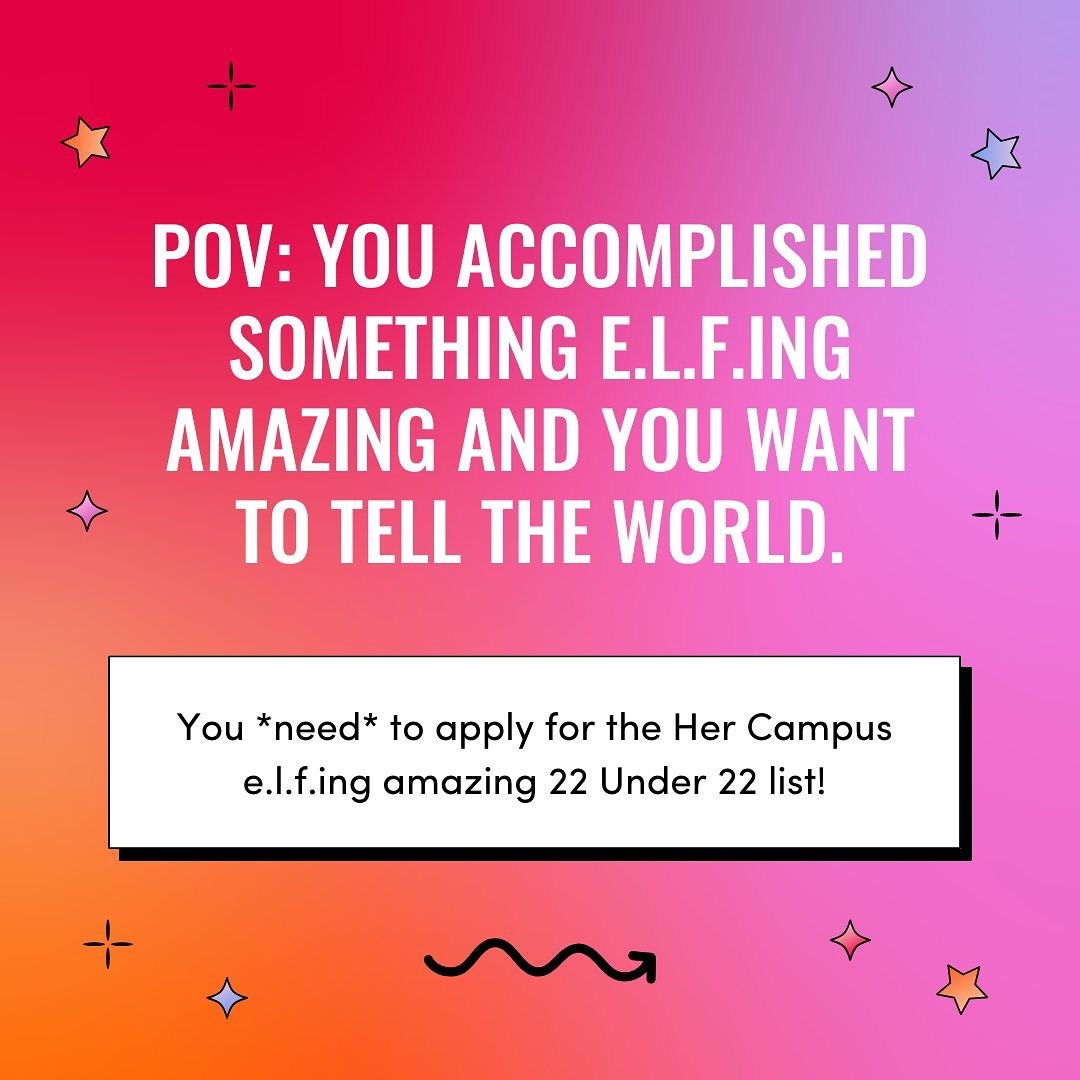 POV: YOU ACCOMPLISHED
SOMETHING E.L.F.ING
AMAZING AND YOU WANT
TO TELL THE WORLD.
You *need* to apply for the Her Campus
e.l.f.ing amazing 22 Under 22 list!